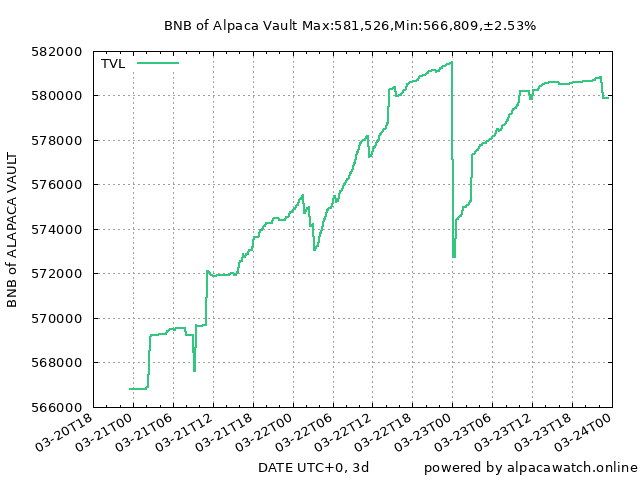 BNB of Alpaca Vault Max:581,526,Min:566,809,±2.53%
TVL
582000
580000
578000
576000
574000
572000
570000
568000
566000
BNB of ALAPACA VAULT
03-20T18
03-21T00
03-21T06
03-21T12
03-21T18
03-22T00
03-22T06
03-22T12
03-22T18
03-23T00
03-23T06
03-23T12
03-23T18
03-24T00
DATE UTC+0, 3d
powered by alpacawatch.online